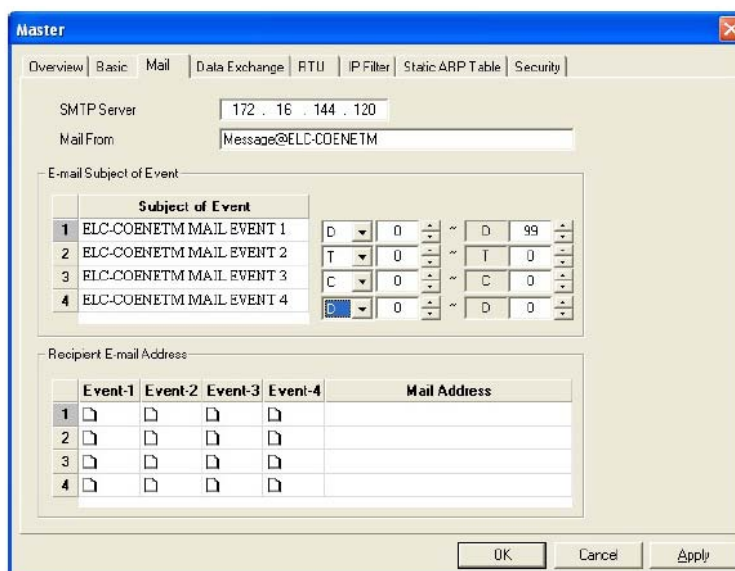 Master
Overview Basic Mail Data Exchange RTU IP Filter Static ARP Table Security
SMTP Server 172 . 16 . 144 . 120
Mail From Message@ELC-COENETM
E-mail Subject of Event
Subject of Event
1 ELC-COENETM MAIL EVENT 1 D 0 ~ D 99
2 ELC-COENETM MAIL EVENT 2 T 0 ~ T 0
3 ELC-COENETM MAIL EVENT 3 C 0 ~ C 0
4 ELC-COENETM MAIL EVENT 4 D 0 ~ D 0
Recipient E-mail Address
Event-1 Event-2 Event-3 Event-4 Mail Address
1
2
3
4
OK Cancel Apply